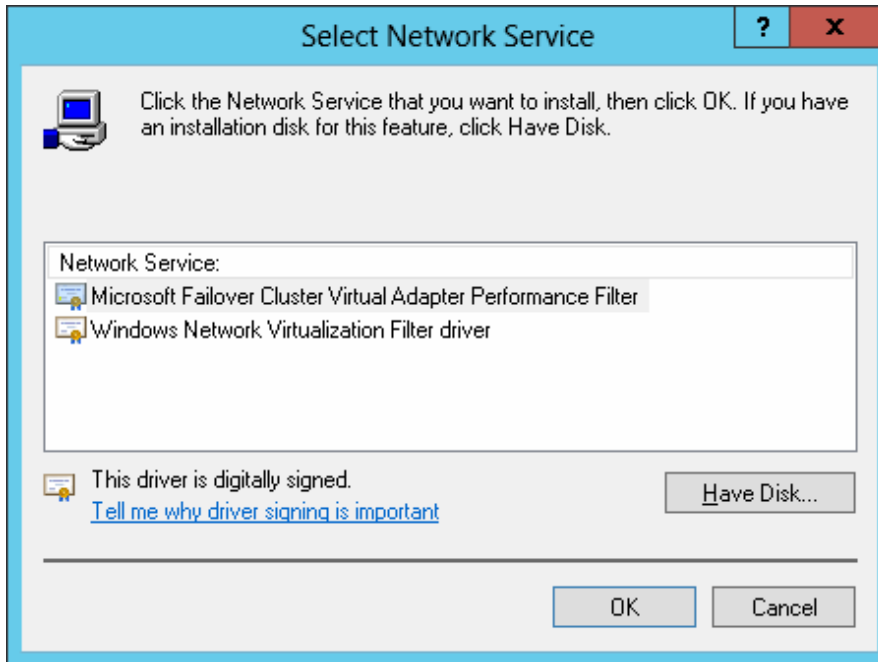 Select Network Service
?
x
Click the Network Service that you want to install, then click OK. If you have
an installation disk for this feature, click Have Disk.
Network Service:
Microsoft Failover Cluster Virtual Adapter Performance Filter
Windows Network Virtualization Filter driver
This driver is digitally signed.
Have Disk...
Tell me why driver signing is important
OK
Cancel